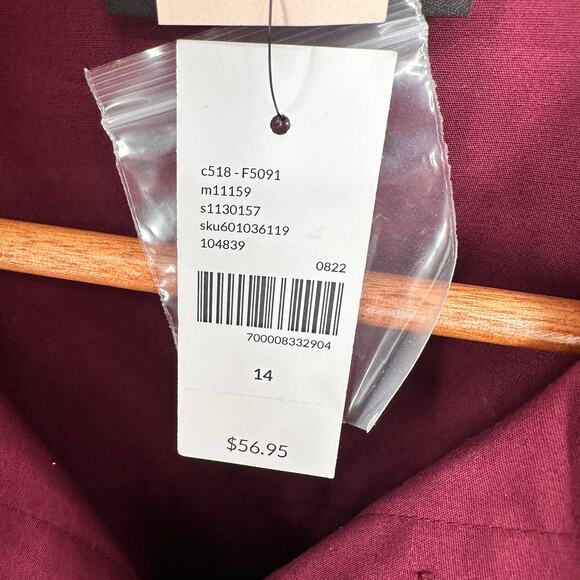 c518 - F5091
m11159
s1130157
sku601036119
104839
0822
700008332904
14
$56.95